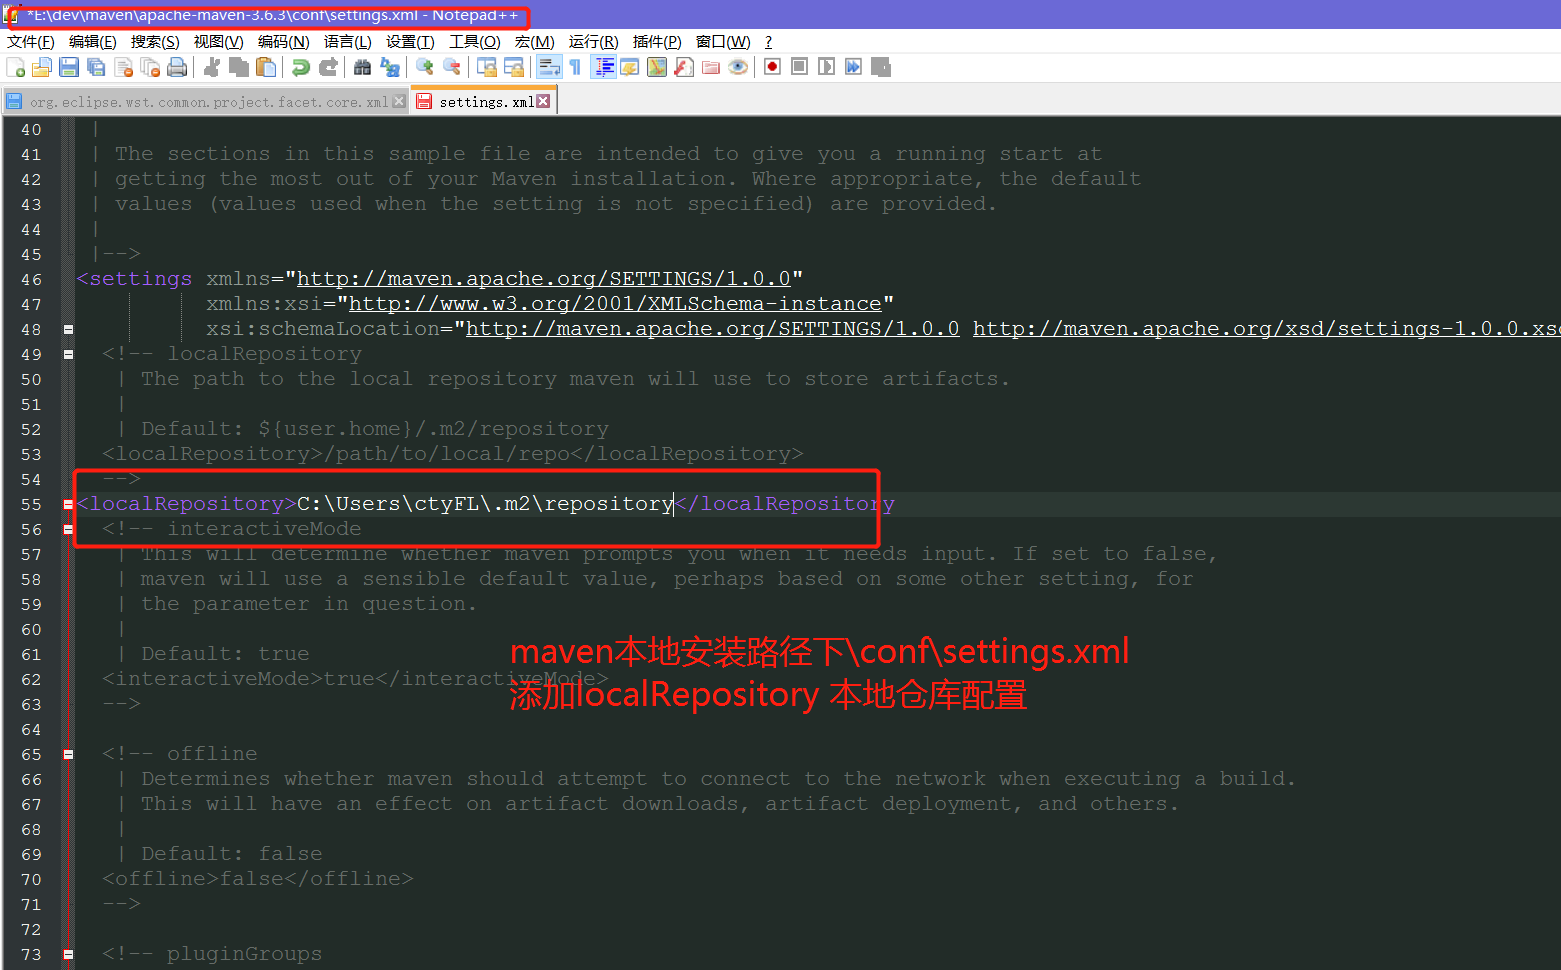 *E:\dev\maven\apache-maven-3.6.3\conf\settings.xml - Notepad++
文件(F) 编辑(E) 搜索(S) 视图(V) 编码(N) 语言(L) 设置(T) 工具(O) 宏(M) 运行(R) 插件(P) 窗口(W) ?
org.eclipse.wst.common.project.facet.core.xml settings.xml
40 |
41 | The sections in this sample file are intended to give you a running start at
42 | getting the most out of your Maven installation. Where appropriate, the default
43 | values (values used when the setting is not specified) are provided.
44 |
45 |-->
46 <settings xmlns="http://maven.apache.org/SETTINGS/1.0.0"
47 xmlns:xsi="http://www.w3.org/2001/XMLSchema-instance"
48 xsi:schemaLocation="http://maven.apache.org/SETTINGS/1.0.0 http://maven.apache.org/xsd/settings-1.0.0.xsd
49 <!-- localRepository
50 | The path to the local repository maven will use to store artifacts.
51 |
52 | Default: ${user.home}/.m2/repository
53 <localRepository>/path/to/local/repo</localRepository>
54 -->
55 <localRepository>C:\Users\ctyFL\.m2\repository</localRepository
56 <!-- interactiveMode
57 | This will determine whether maven prompts you when it needs input. If set to false,
58 | maven will use a sensible default value, perhaps based on some other setting, for
59 | the parameter in question.
60 |
61 | Default: true
62 <interactiveMode>true</interactiveMode>
63 -->
maven本地安装路径下\conf\settings.xml
添加localRepository 本地仓库配置
64
65 <!-- offline
66 | Determines whether maven should attempt to connect to the network when executing a build.
67 | This will have an effect on artifact downloads, artifact deployment, and others.
68 |
69 | Default: false
70 <offline>false</offline>
71 -->
72
73 <!-- pluginGroups